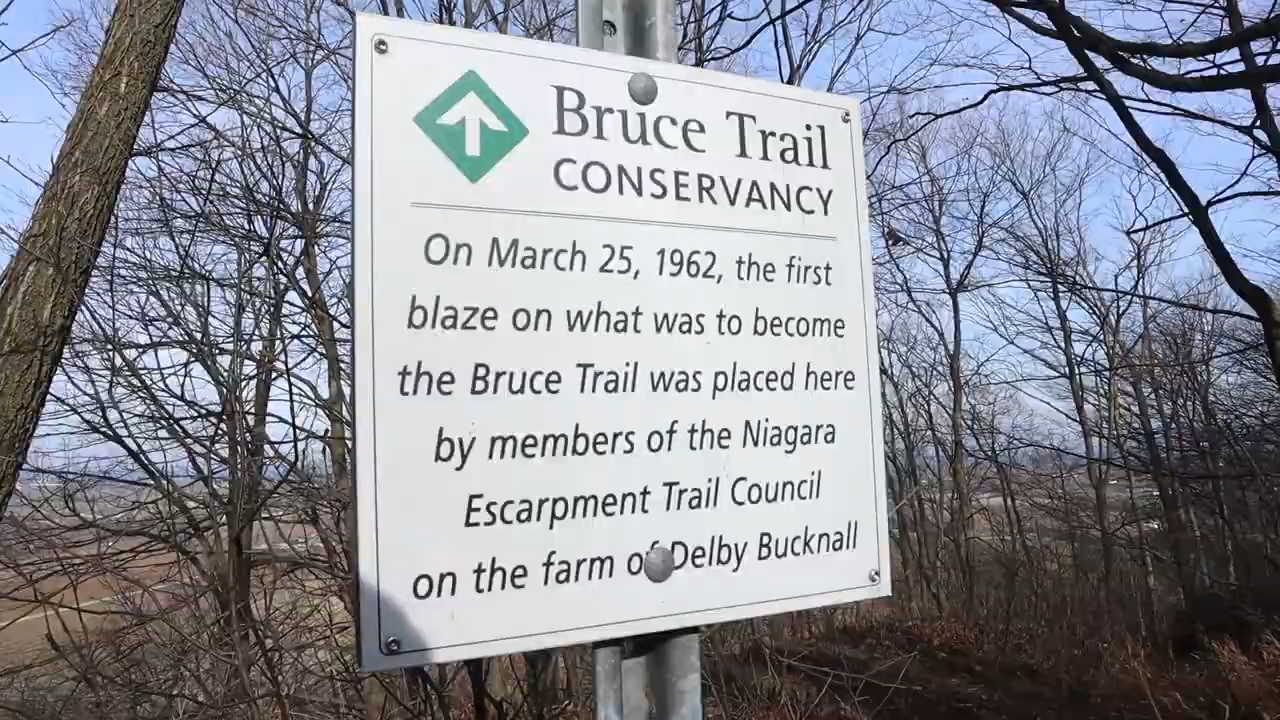 Bruce Trail
CONSERVANCY
On March 25, 1962, the first
blaze on what was to become
the Bruce Trail was placed here
by members of the Niagara
Escarpment Trail Council
on the farm of Delby Bucknall